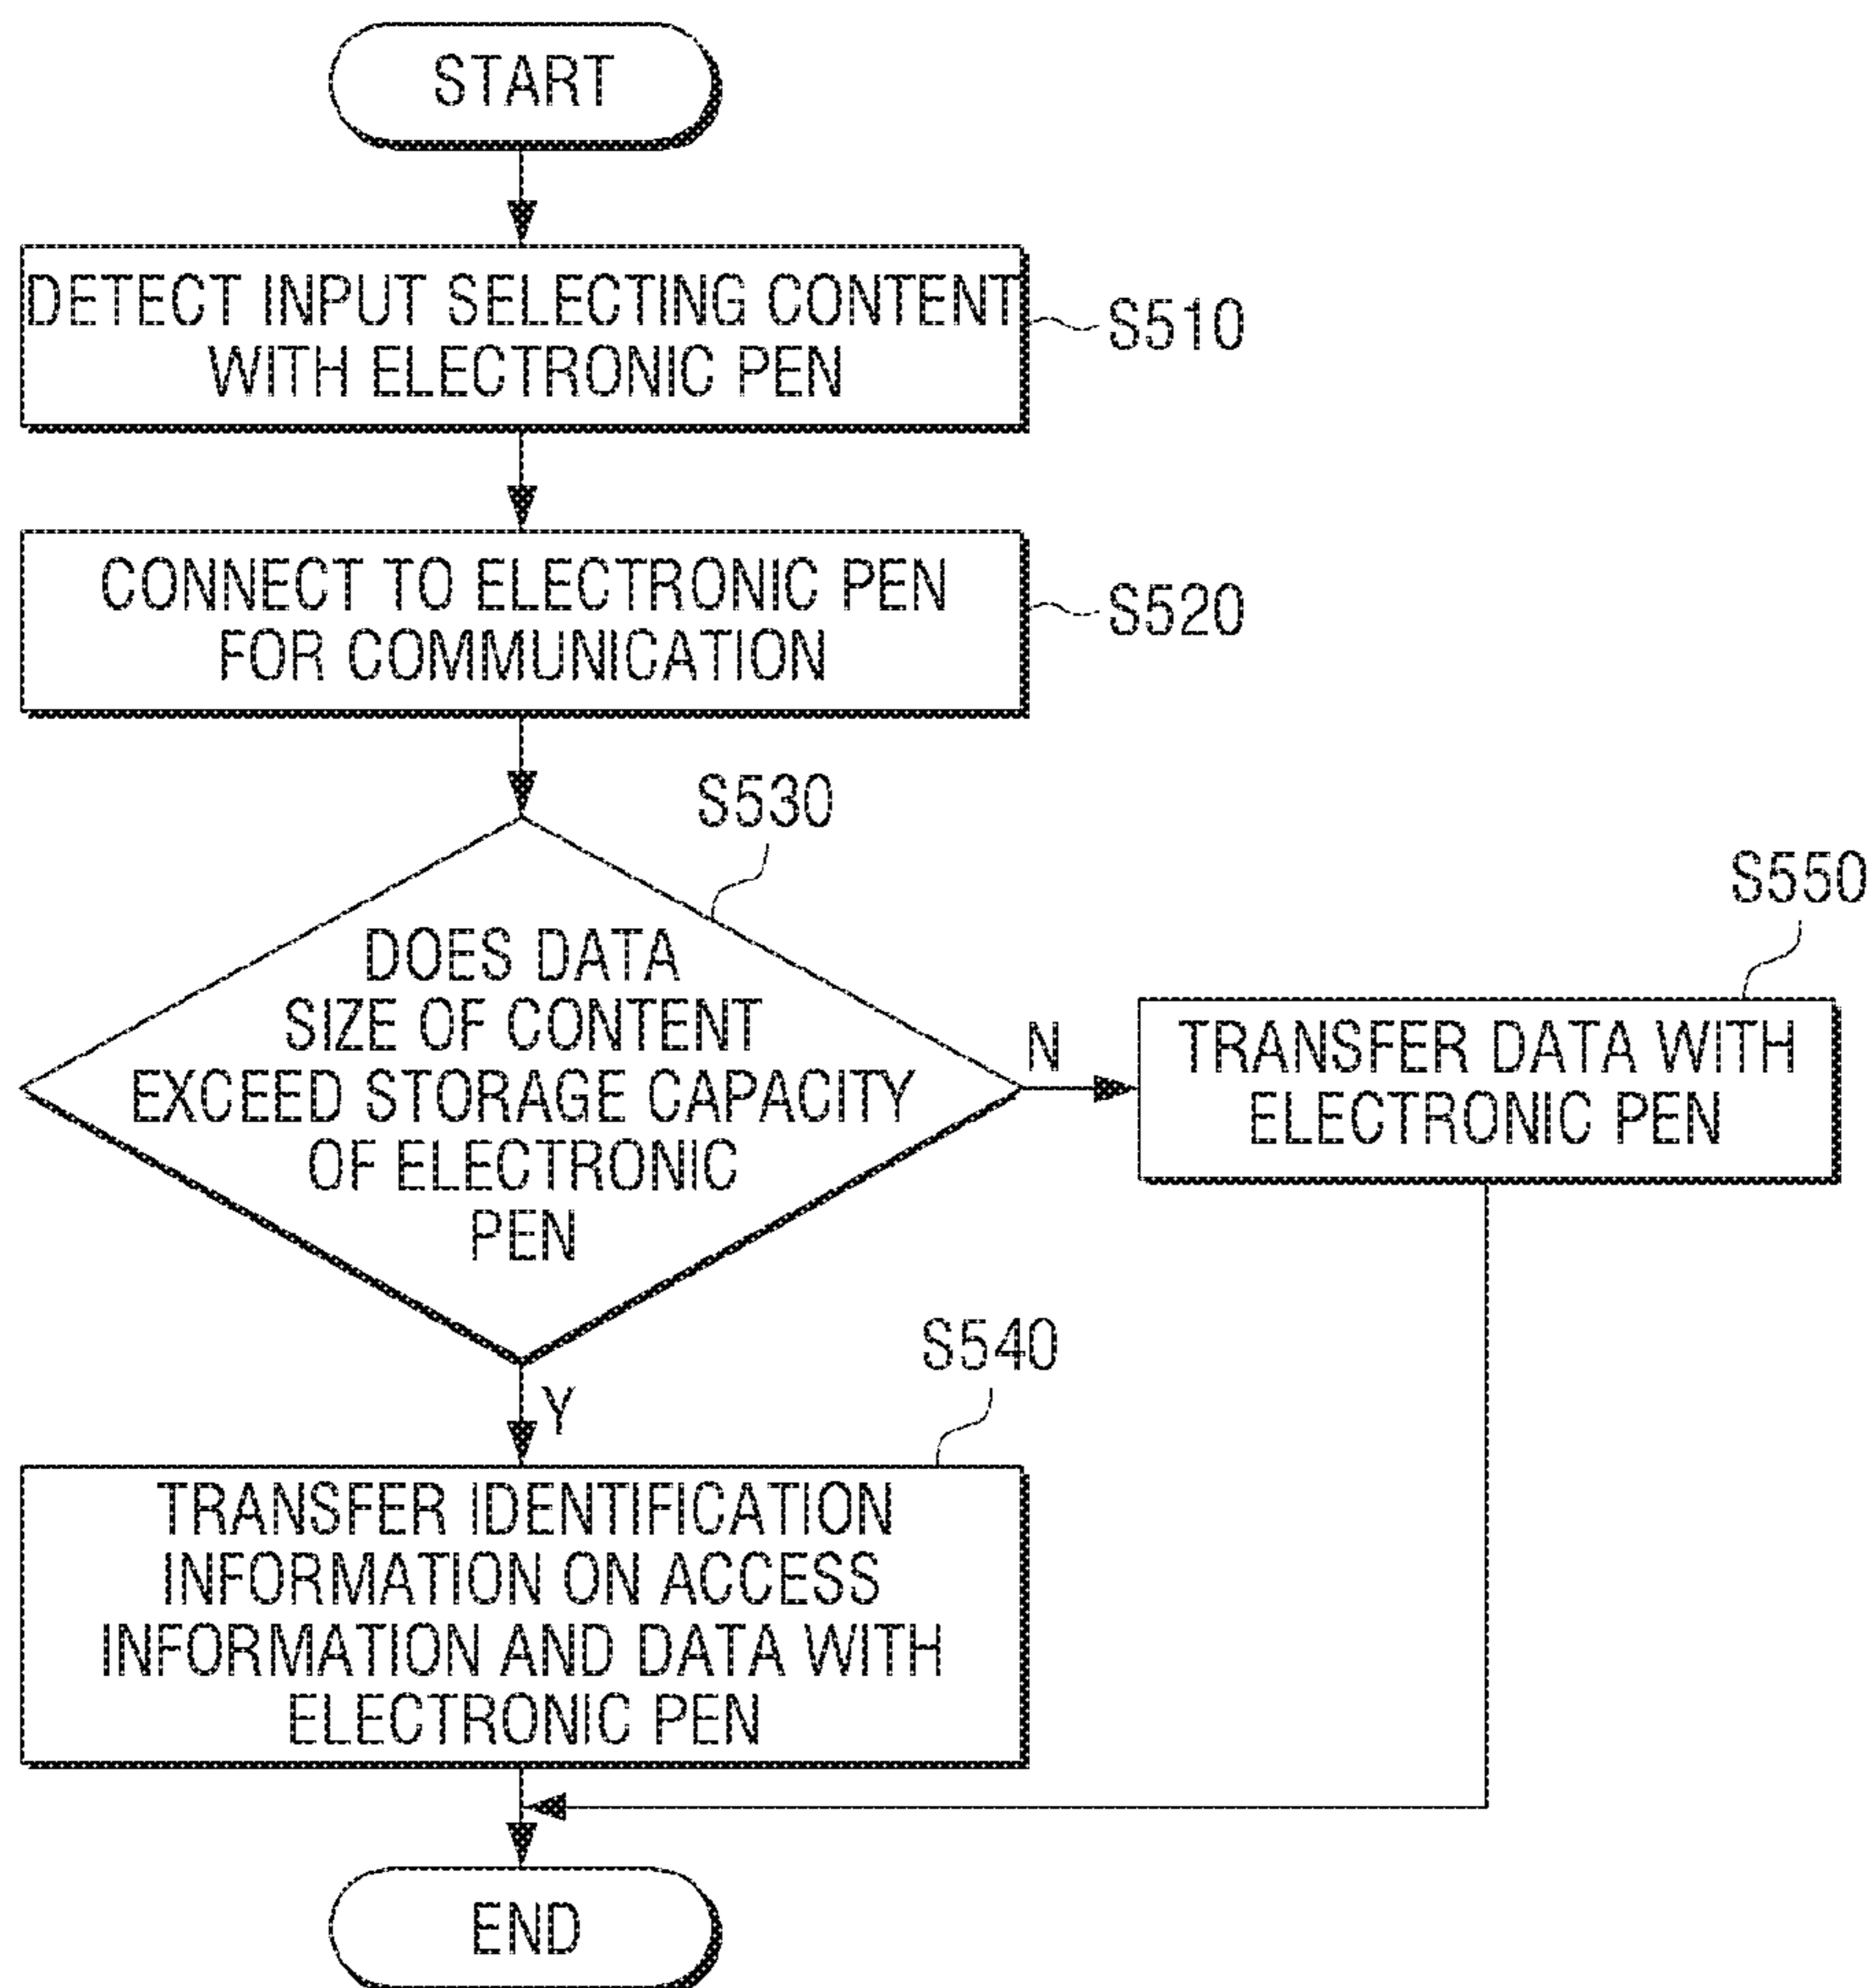 START
DETECT INPUT SELECTING CONTENT
WITH ELECTRONIC PEN
S510
CONNECT TO ELECTRONIC PEN
FOR COMMUNICATION
S520
S530
DOES DATA
SIZE OF CONTENT
EXCEED STORAGE CAPACITY
OF ELECTRONIC
PEN
N
S550
TRANSFER DATA WITH
ELECTRONIC PEN
Y
S540
TRANSFER IDENTIFICATION
INFORMATION ON ACCESS
INFORMATION AND DATA WITH
ELECTRONIC PEN
END